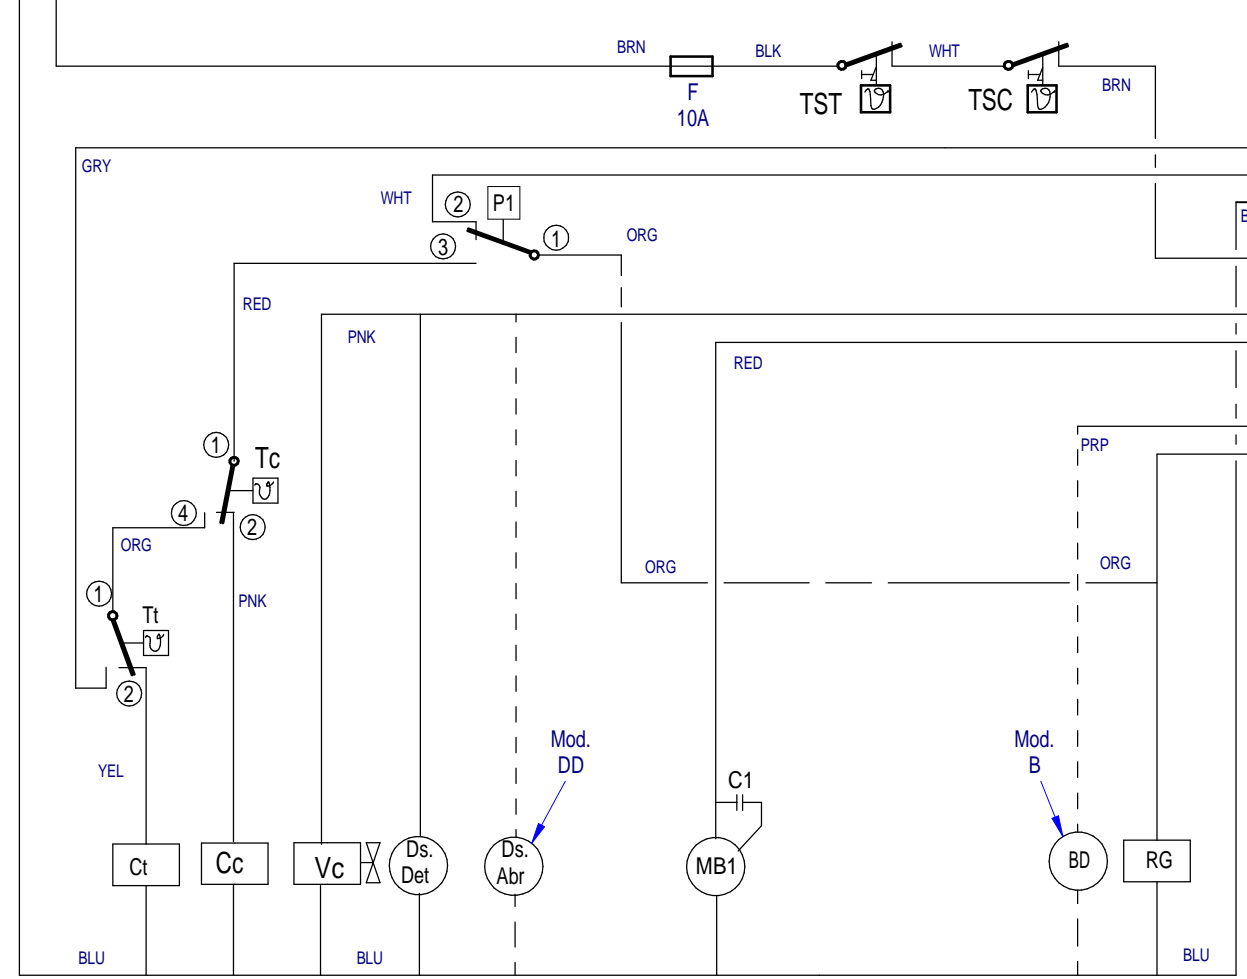 BRN
BLK
WHT
F
10A
TST
TSC
BRN
GRY
WHT
2
P1
3
1
ORG
RED
PNK
RED
1
Tc
PRP
4
2
ORG
ORG
ORG
1
Tt
PNK
2
YEL
Mod.
DD
Mod.
B
C1
Ct
Cc
Vc
Ds.
Det
Ds.
Abr
MB1
BD
RG
BLU
BLU
BLU